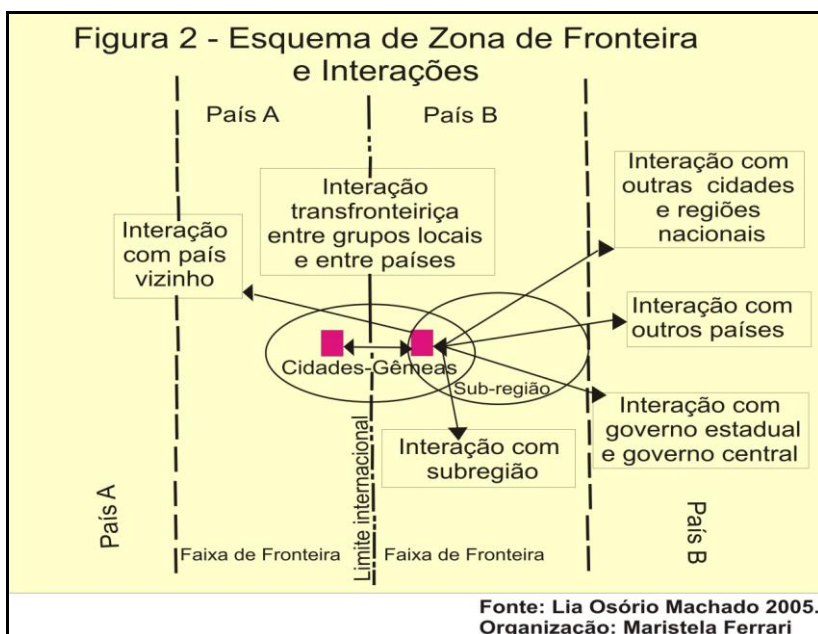 Figura 2 - Esquema de Zona de Fronteira
e Interações
País A
País B
Interação
com país
vizinho
Interação
transfronteiriça
entre grupos locais
e entre países
Interação com
outras cidades
e regiões
nacionais
Interação com
outros países
Interação com
governo estadual
e governo central
Cidades-Gêmeas
Sub-região
Interação com
subregião
País A
Faixa de Fronteira
Limite internacional
Faixa de Fronteira
País B
Fonte: Lia Osório Machado 2005.
Organização: Maristela Ferrari